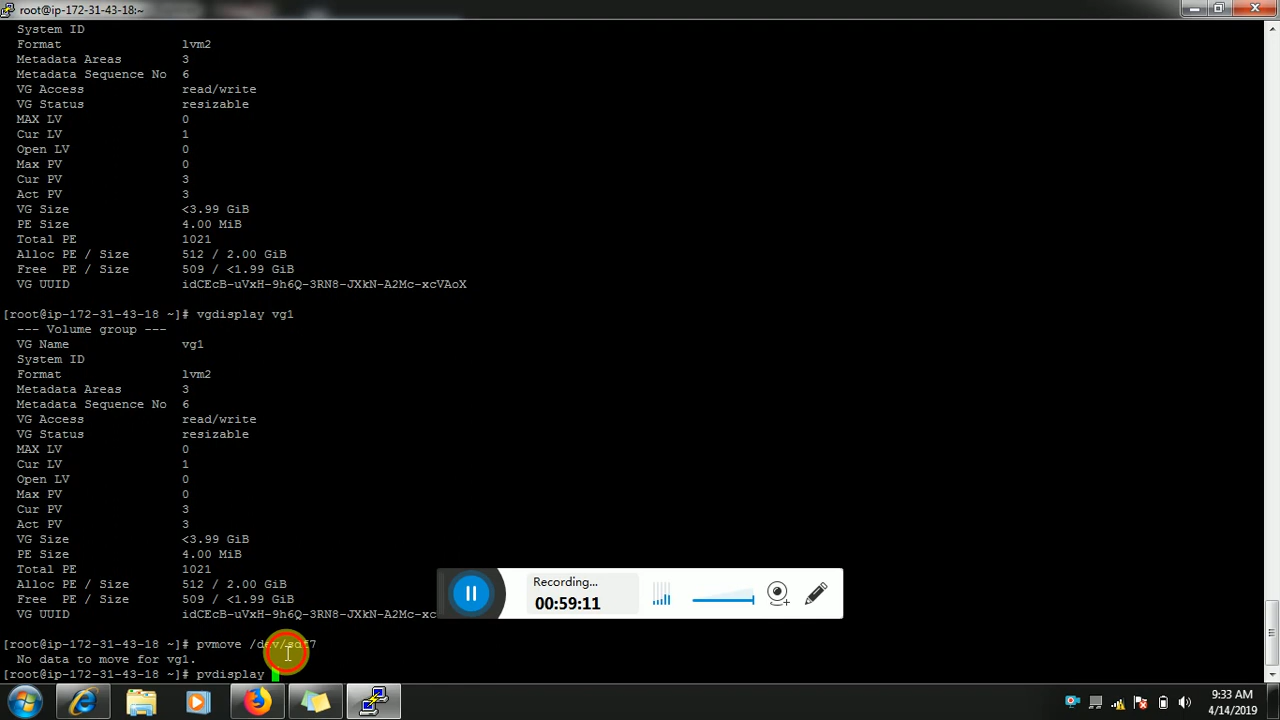 root@ip-172-31-43-18:~
System ID
Format lvm2
Metadata Areas 3
Metadata Sequence No 6
VG Access read/write
VG Status resizable
MAX LV 0
Cur LV 1
Open LV 0
Max PV 0
Cur PV 3
Act PV 3
VG Size <3.99 GiB
PE Size 4.00 MiB
Total PE 1021
Alloc PE / Size 512 / 2.00 GiB
Free PE / Size 509 / <1.99 GiB
VG UUID idCEcB-uVxH-9h6Q-3RN8-JXkN-A2Mc-xcVAoX
[root@ip-172-31-43-18 ~]# vgdisplay vg1
--- Volume group ---
VG Name vg1
System ID
Format lvm2
Metadata Areas 3
Metadata Sequence No 6
VG Access read/write
VG Status resizable
MAX LV 0
Cur LV 1
Open LV 0
Max PV 0
Cur PV 3
Act PV 3
VG Size <3.99 GiB
PE Size 4.00 MiB
Total PE 1021
Alloc PE / Size 512 / 2.00 GiB
Free PE / Size 509 / <1.99 GiB
VG UUID idCEcB-uVxH-9h6Q-3RN8-JXkN-A2Mc-xc
Recording...
00:59:11
[root@ip-172-31-43-18 ~]# pvmove /dev/sdf7
No data to move for vg1.
[root@ip-172-31-43-18 ~]# pvdisplay
9:33 AM
4/14/2019